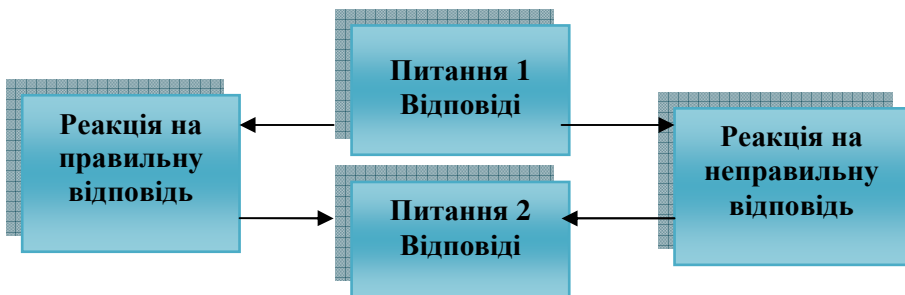 Питання 1
Відповіді
Реакція на
правильну
відповідь
Реакція на
неправильну
відповідь
Питання 2
Відповіді